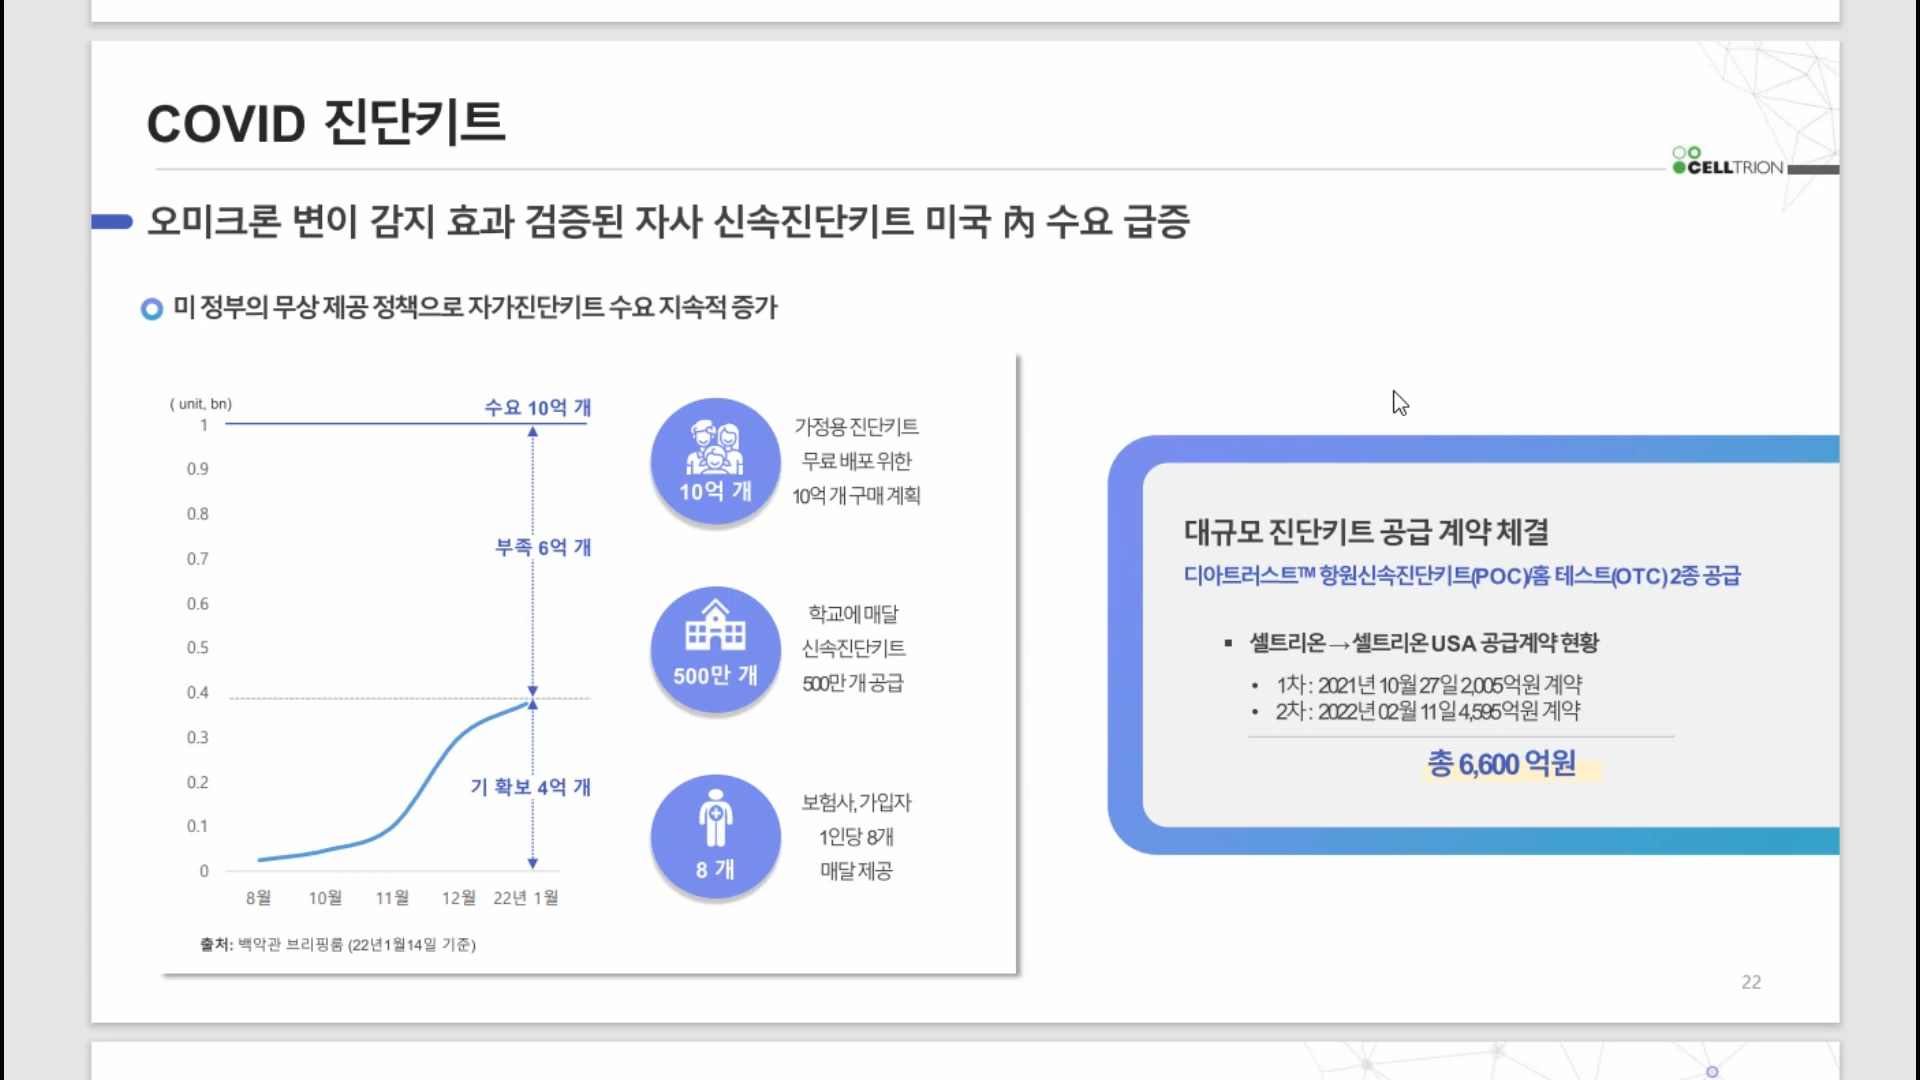 COVID 진단키트
CELLTRION
오미크론 변이 감지 효과 검증된 자사 신속진단키트 미국 內 수요 급증
미 정부의 무상 제공 정책으로 자가진단키트 수요 지속적 증가
( unit, bn)
수요 10억 개
1
0.9
0.8
0.7
0.6
0.5
0.4
0.3
0.2
0.1
0
부족 6억 개
기 확보 4억 개
8월 10월 11월 12월 22년 1월
출처: 백악관 브리핑룸 (22년1월14일 기준)
10억 개
가정용 진단키트
무료 배포 위한
10억 개 구매 계획
500만 개
학교에 매달
신속진단키트
500만 개 공급
8 개
보험사, 가입자
1인당 8개
매달 제공
대규모 진단키트 공급 계약 체결
디아트러스트™ 항원신속진단키트(POC)/홈 테스트(OTC) 2종 공급
▪ 셀트리온→셀트리온 USA 공급계약 현황
• 1차 : 2021년 10월 27일 2,005억원 계약
• 2차 : 2022년 02월 11일 4,595억원 계약
총 6,600 억원
22